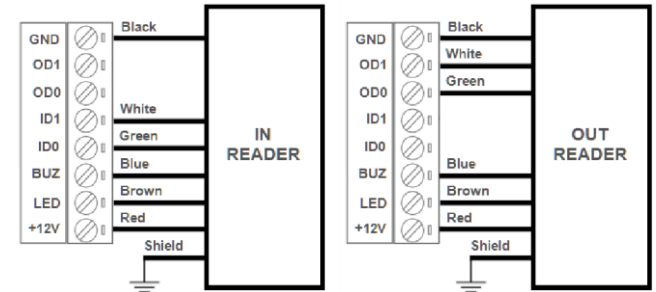 GND
OD1
OD0
ID1
ID0
BUZ
LED
+12V
Black
White
Green
Blue
Brown
Red
Shield
IN
READER
GND
OD1
OD0
ID1
ID0
BUZ
LED
+12V
Black
White
Green
Blue
Brown
Red
Shield
OUT
READER